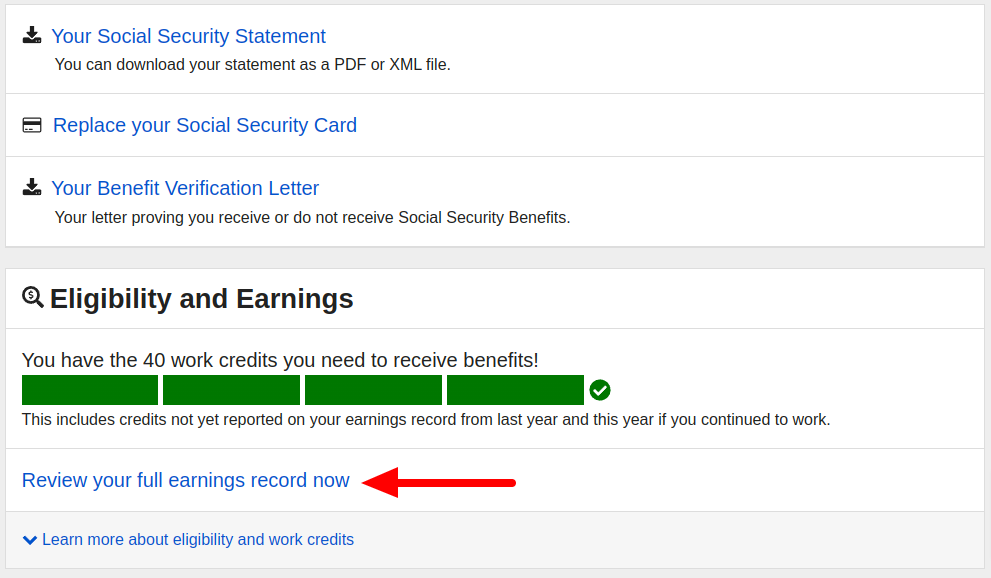 Your Social Security Statement
You can download your statement as a PDF or XML file.
Replace your Social Security Card
Your Benefit Verification Letter
Your letter proving you receive or do not receive Social Security Benefits.
Eligibility and Earnings
You have the 40 work credits you need to receive benefits!
This includes credits not yet reported on your earnings record from last year and this year if you continued to work.
Review your full earnings record now
Learn more about eligibility and work credits